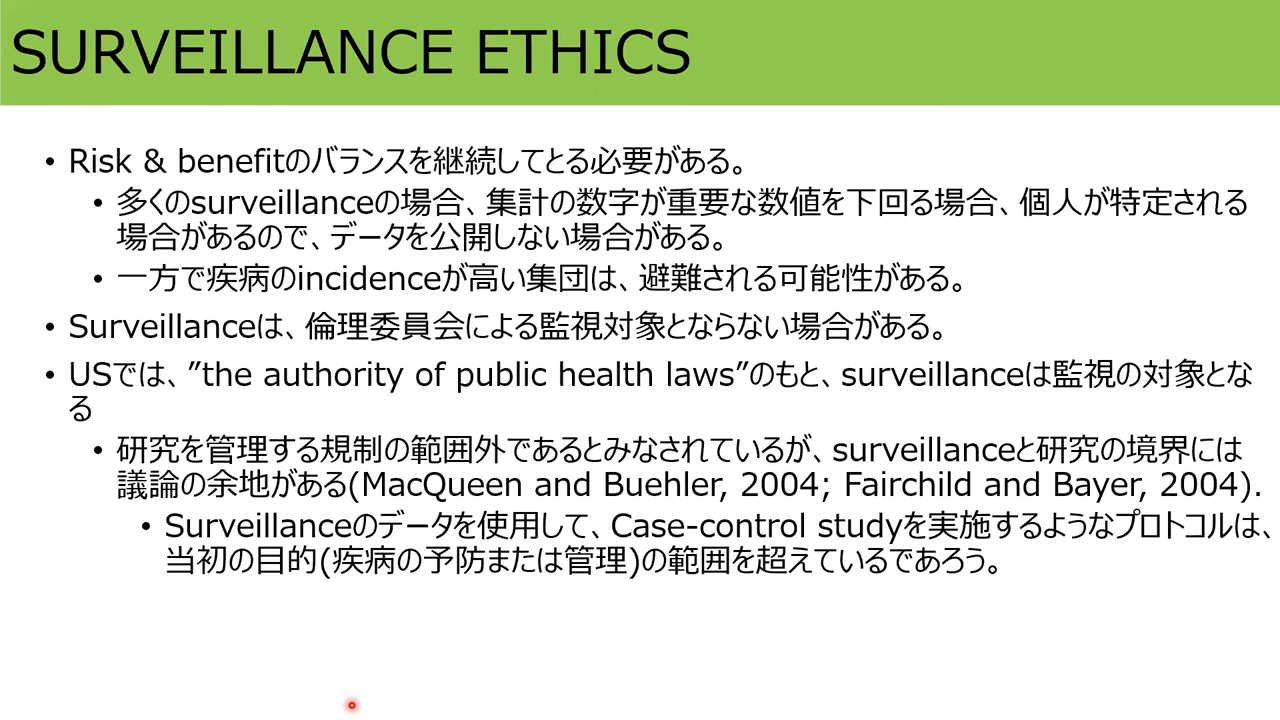 SURVEILLANCE ETHICS
• Risk & benefitのバランスを継続してとる必要がある。
• 多くのsurveillanceの場合、集計の数字が重要な数値を下回る場合、個人が特定される
場合があるので、データを公開しない場合がある。
• 一方で疾病のincidenceが高い集団は、避難される可能性がある。
• Surveillanceは、倫理委員会による監視対象とならない場合がある。
• USでは、”the authority of public health laws”のもと、surveillanceは監視の対象とな
る
• 研究を管理する規制の範囲外であるとみなされているが、surveillanceと研究の境界には
議論の余地がある(MacQueen and Buehler, 2004; Fairchild and Bayer, 2004).
• Surveillanceのデータを使用して、Case-control studyを実施するようなプロトコルは、
当初の目的(疾病の予防または管理)の範囲を超えているであろう。